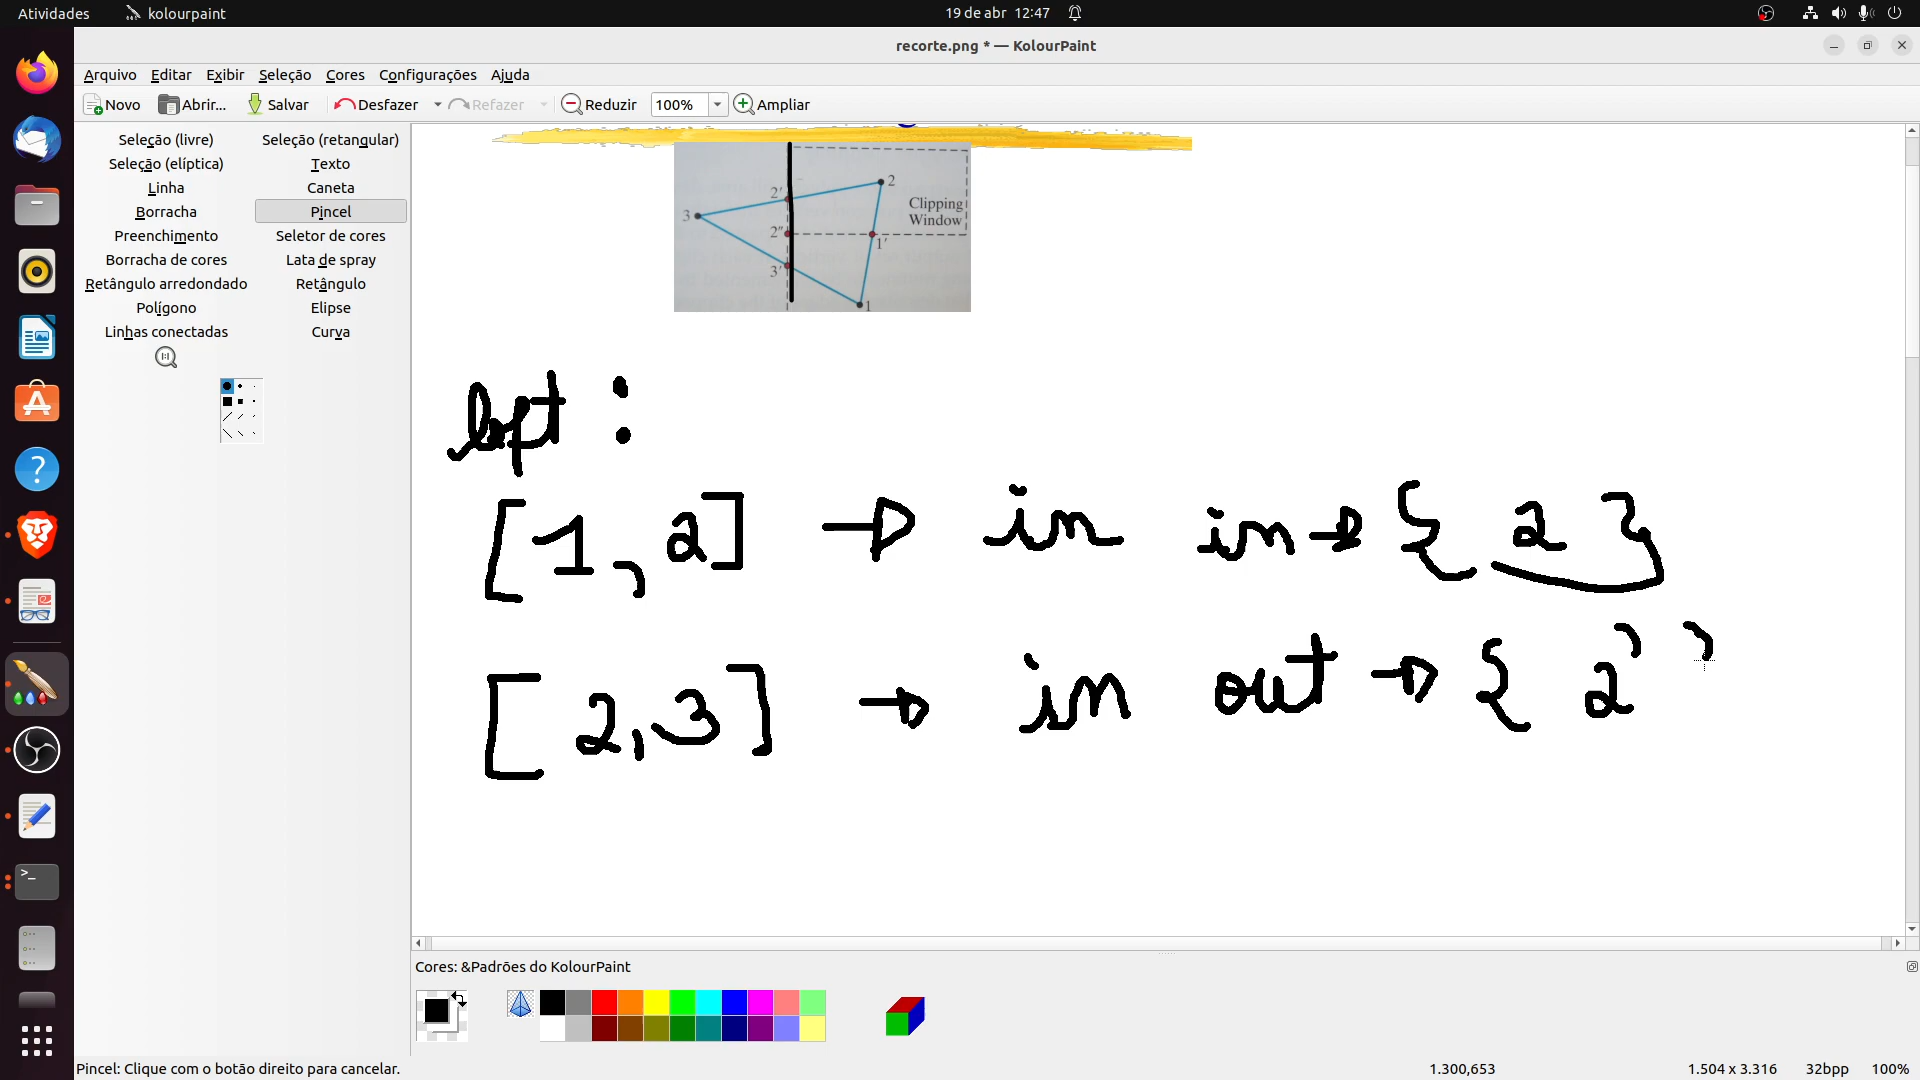 Atividades kolourpaint 19 de abr 12:47
recorte.png * — KolourPaint
Arquivo Editar Exibir Seleção Cores Configurações Ajuda
Novo Abrir... Salvar Desfazer Refazer Reduzir 100% Ampliar
Seleção (livre) Seleção (retangular)
Seleção (elíptica) Texto
Linha Caneta
Borracha Pincel
Preenchimento Seletor de cores
Borracha de cores Lata de spray
Retângulo arredondado Retângulo
Polígono Elipse
Linhas conectadas Curva
2
2'
3
Clipping
Window
2"
1'
3'
1
left :
[1, 2] → in in → { 2 }
[ 2, 3 ] → in out → { 2'
Cores: &Padrões do KolourPaint
Pincel: Clique com o botão direito para cancelar. 1.300,653 1.504 x 3.316 32bpp 100%